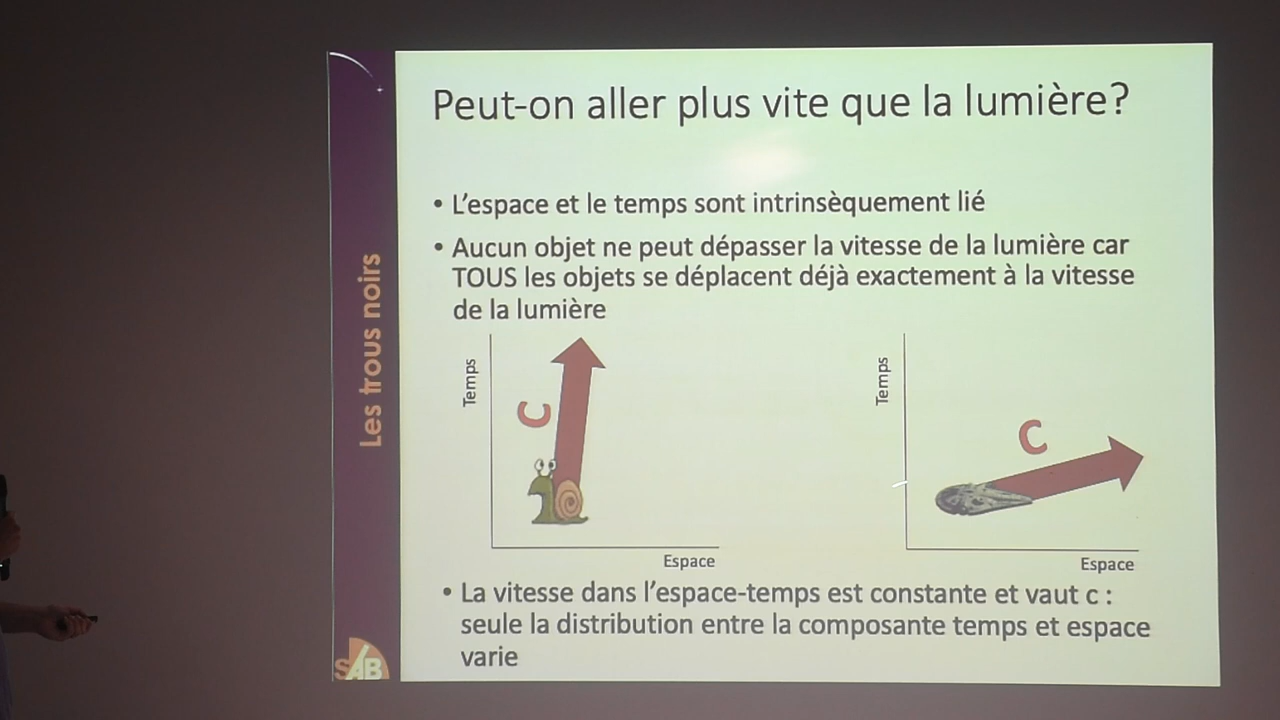 Peut-on aller plus vite que la lumière?
• L'espace et le temps sont intrinsèquement lié
• Aucun objet ne peut dépasser la vitesse de la lumière car
TOUS les objets se déplacent déjà exactement à la vitesse
de la lumière
Les trous noirs
Temps
C
Espace
Temps
C
Espace
• La vitesse dans l'espace-temps est constante et vaut c :
seule la distribution entre la composante temps et espace
varie
SAB